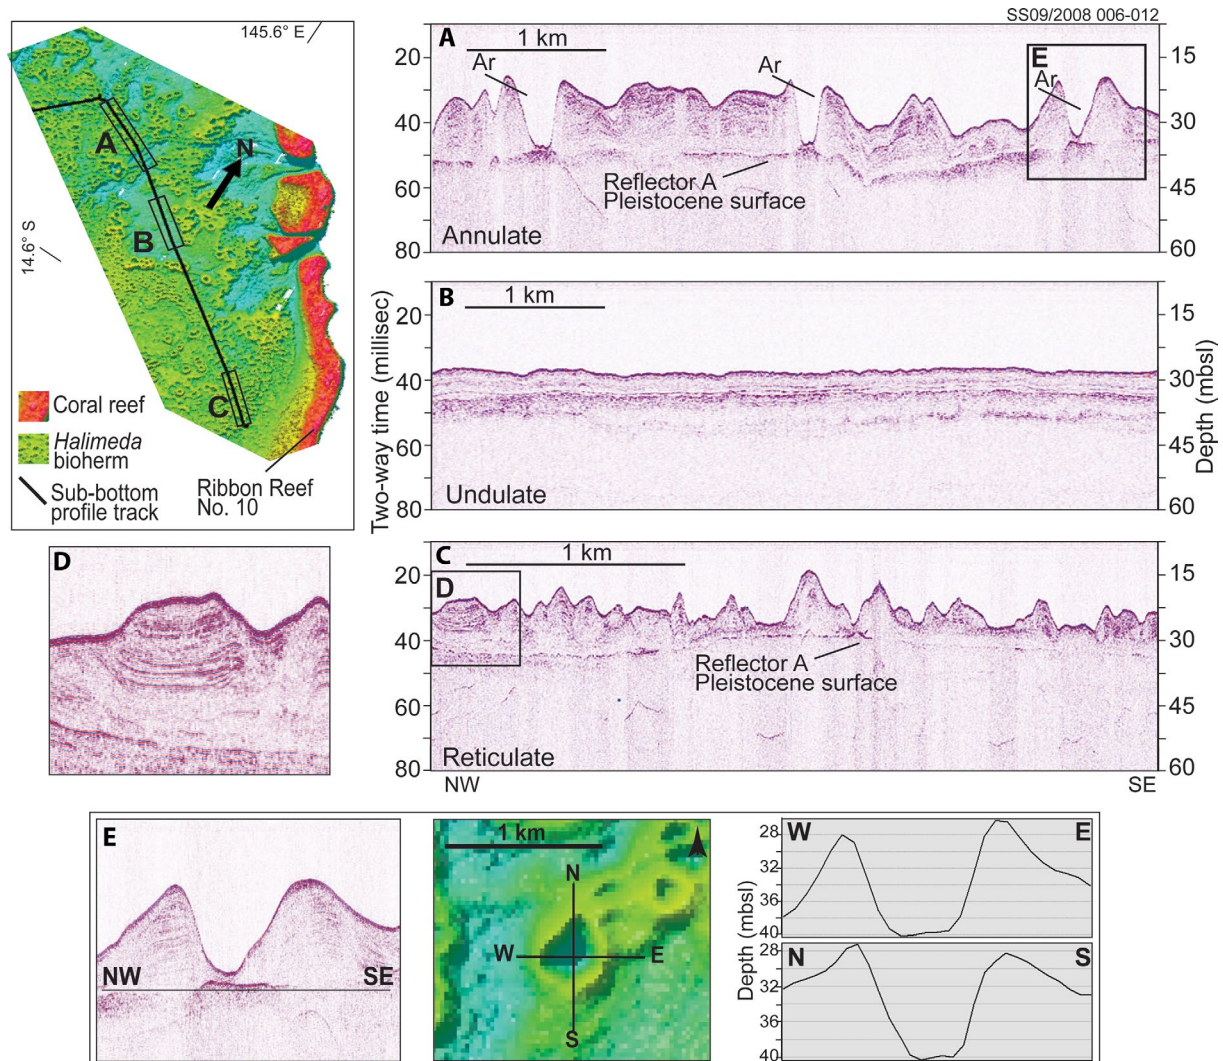 SS09/2008 006-012
145.6° E
14.6° S
N
A
B
C
Coral reef
Halimeda
bioherm
Sub-bottom
profile track
Ribbon Reef
No. 10
A
1 km
Ar
Ar
E
Ar
Reflector A
Pleistocene surface
Annulate
20
40
60
80
15
30
45
60
B
1 km
Undulate
20
40
60
80
15
30
45
60
Two-way time (millisec)
Depth (mbsl)
C
1 km
D
Reflector A
Pleistocene surface
Reticulate
20
40
60
80
15
30
45
60
NW
SE
D
E
NW
SE
1 km
N
W
E
S
Depth (mbsl)
W
E
28
32
36
40
N
S
28
32
36
40